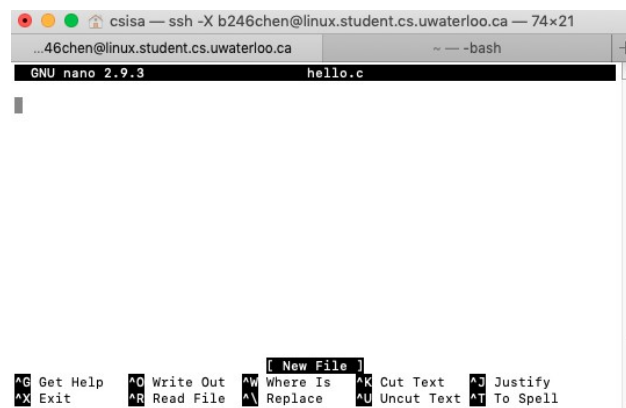 csisa — ssh -X b246chen@linux.student.cs.uwaterloo.ca — 74×21
...46chen@linux.student.cs.uwaterloo.ca ~ — -bash +
GNU nano 2.9.3 hello.c
[ New File ]
^G Get Help ^O Write Out ^W Where Is ^K Cut Text ^J Justify
^X Exit ^R Read File ^\ Replace ^U Uncut Text ^T To Spell